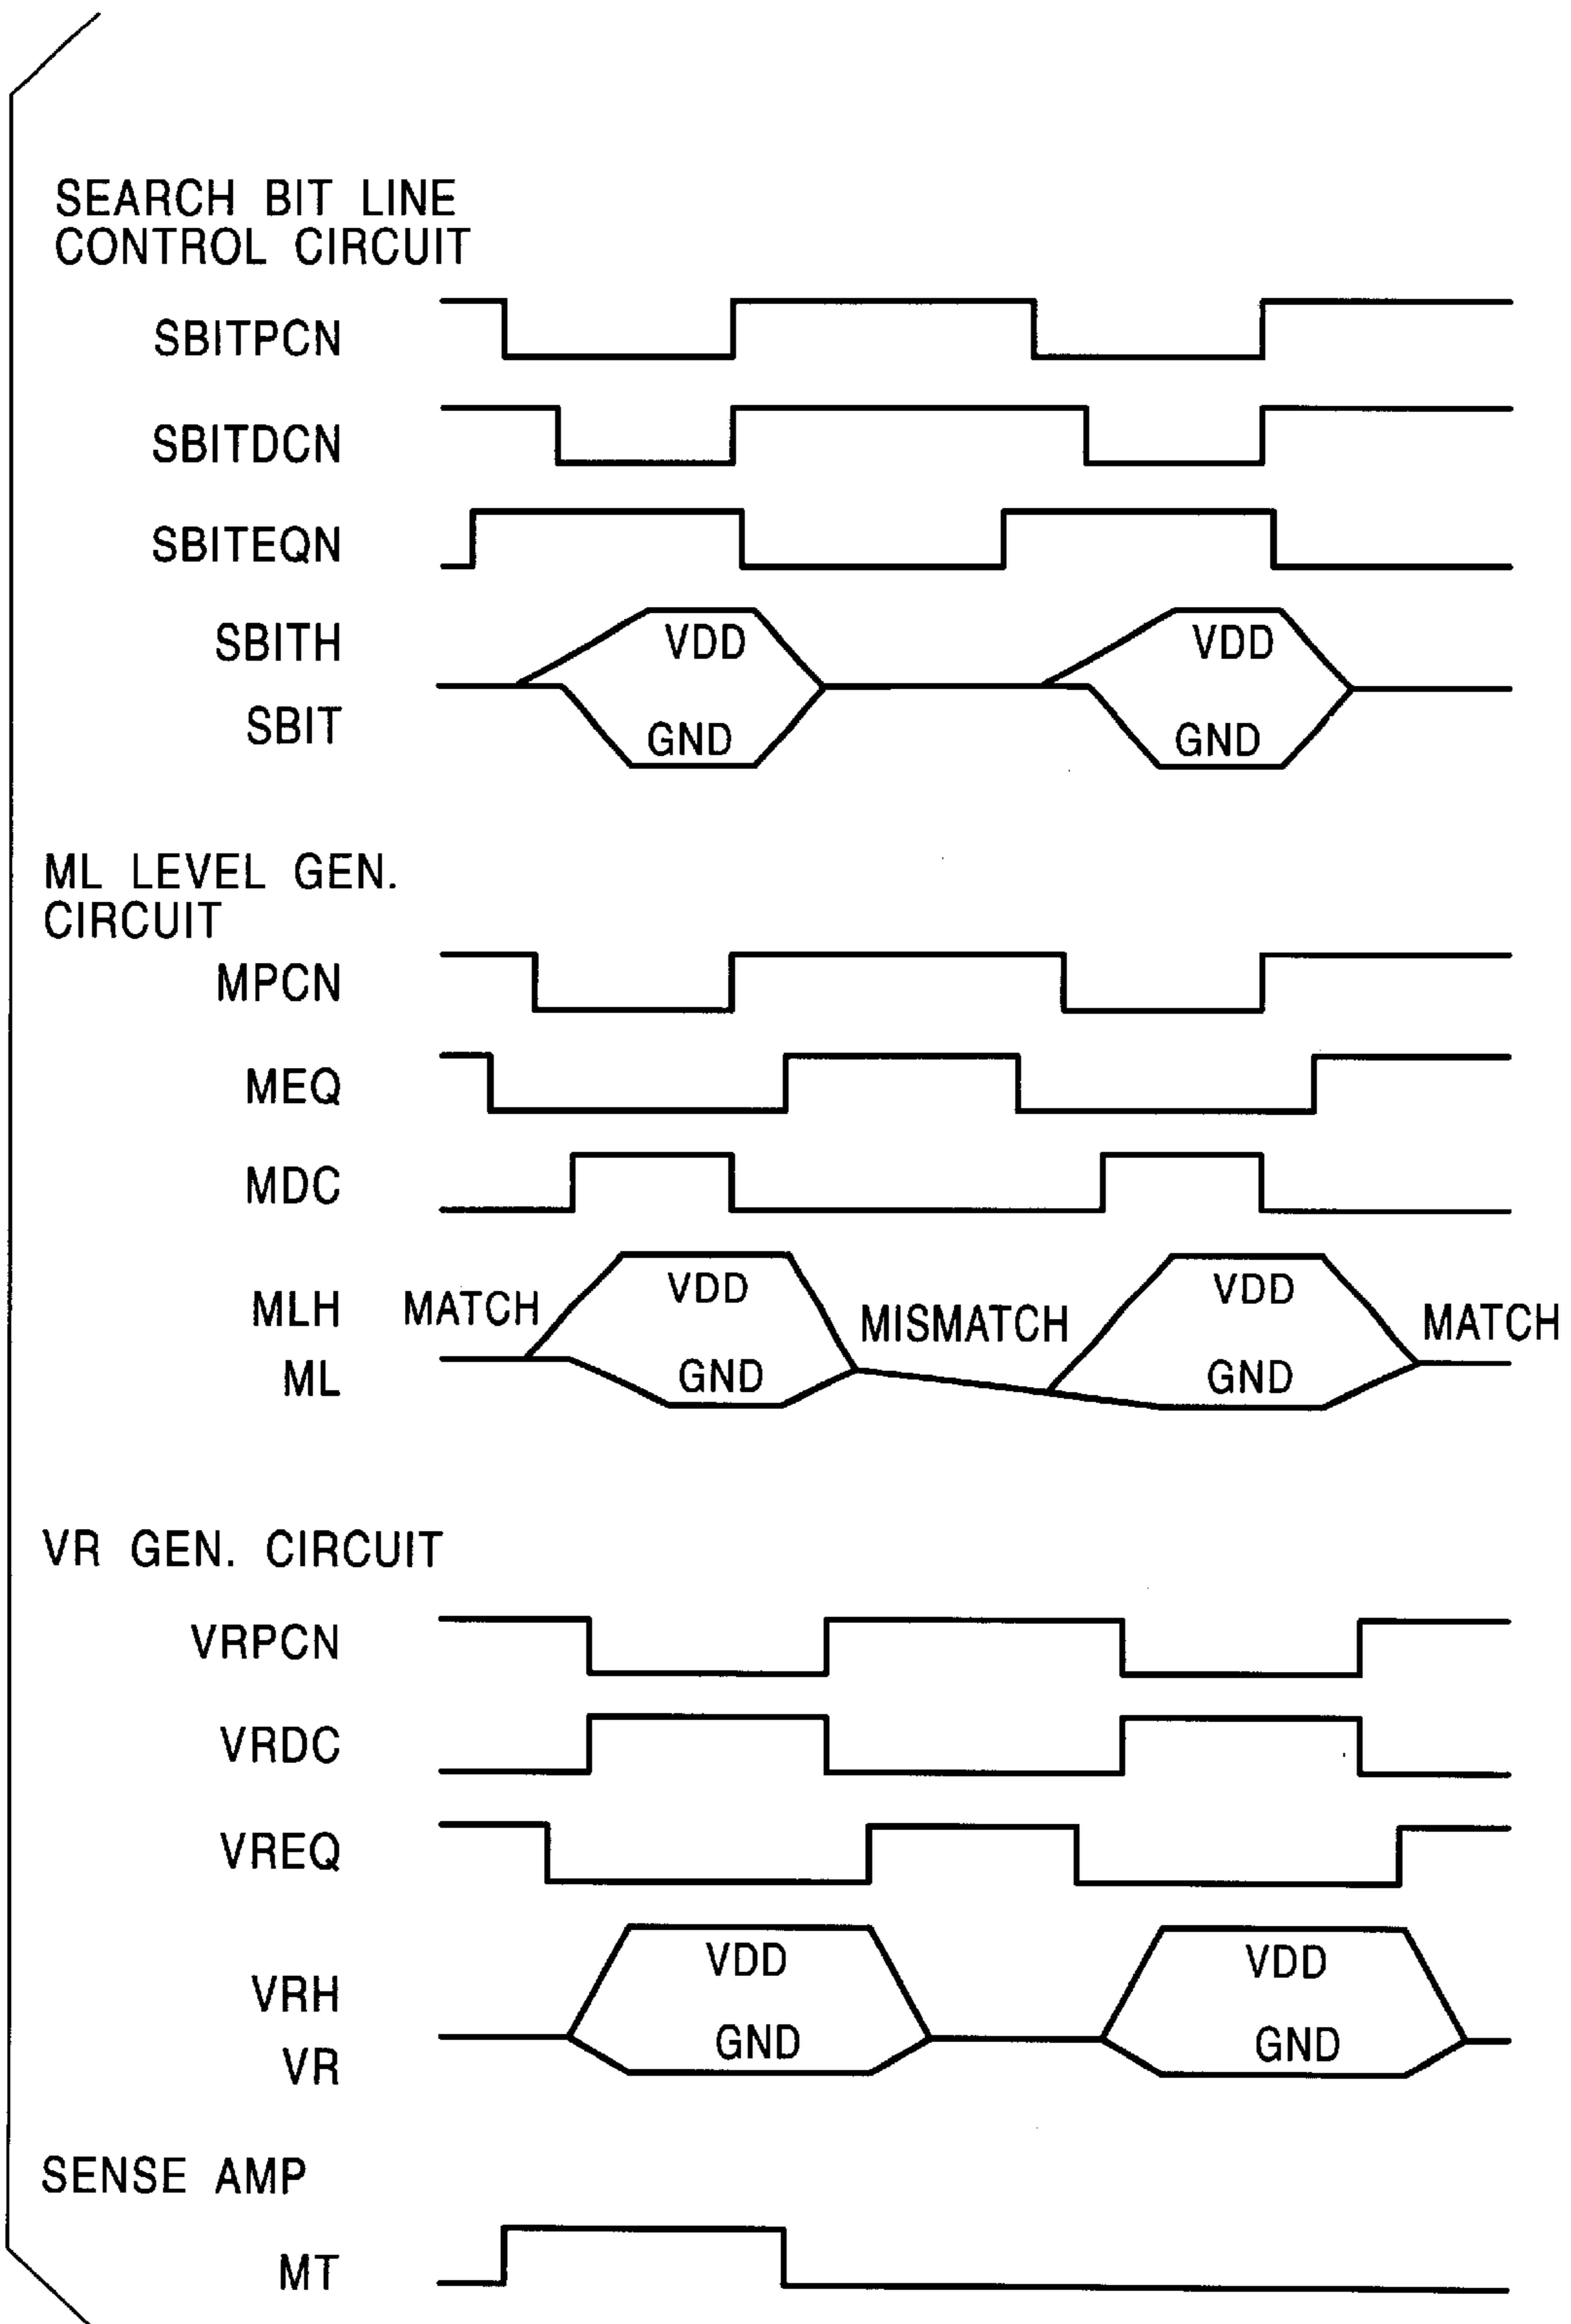 SEARCH BIT LINE
CONTROL CIRCUIT
SBITPCN
SBITDCN
SBITEQN
SBITH
VDD
VDD
SBIT
GND
GND
ML LEVEL GEN.
CIRCUIT
MPCN
MEQ
MDC
MLH
MATCH
VDD
MISMATCH
VDD
MATCH
ML
GND
GND
VR GEN. CIRCUIT
VRPCN
VRDC
VREQ
VRH
VDD
VDD
VR
GND
GND
SENSE AMP
MT